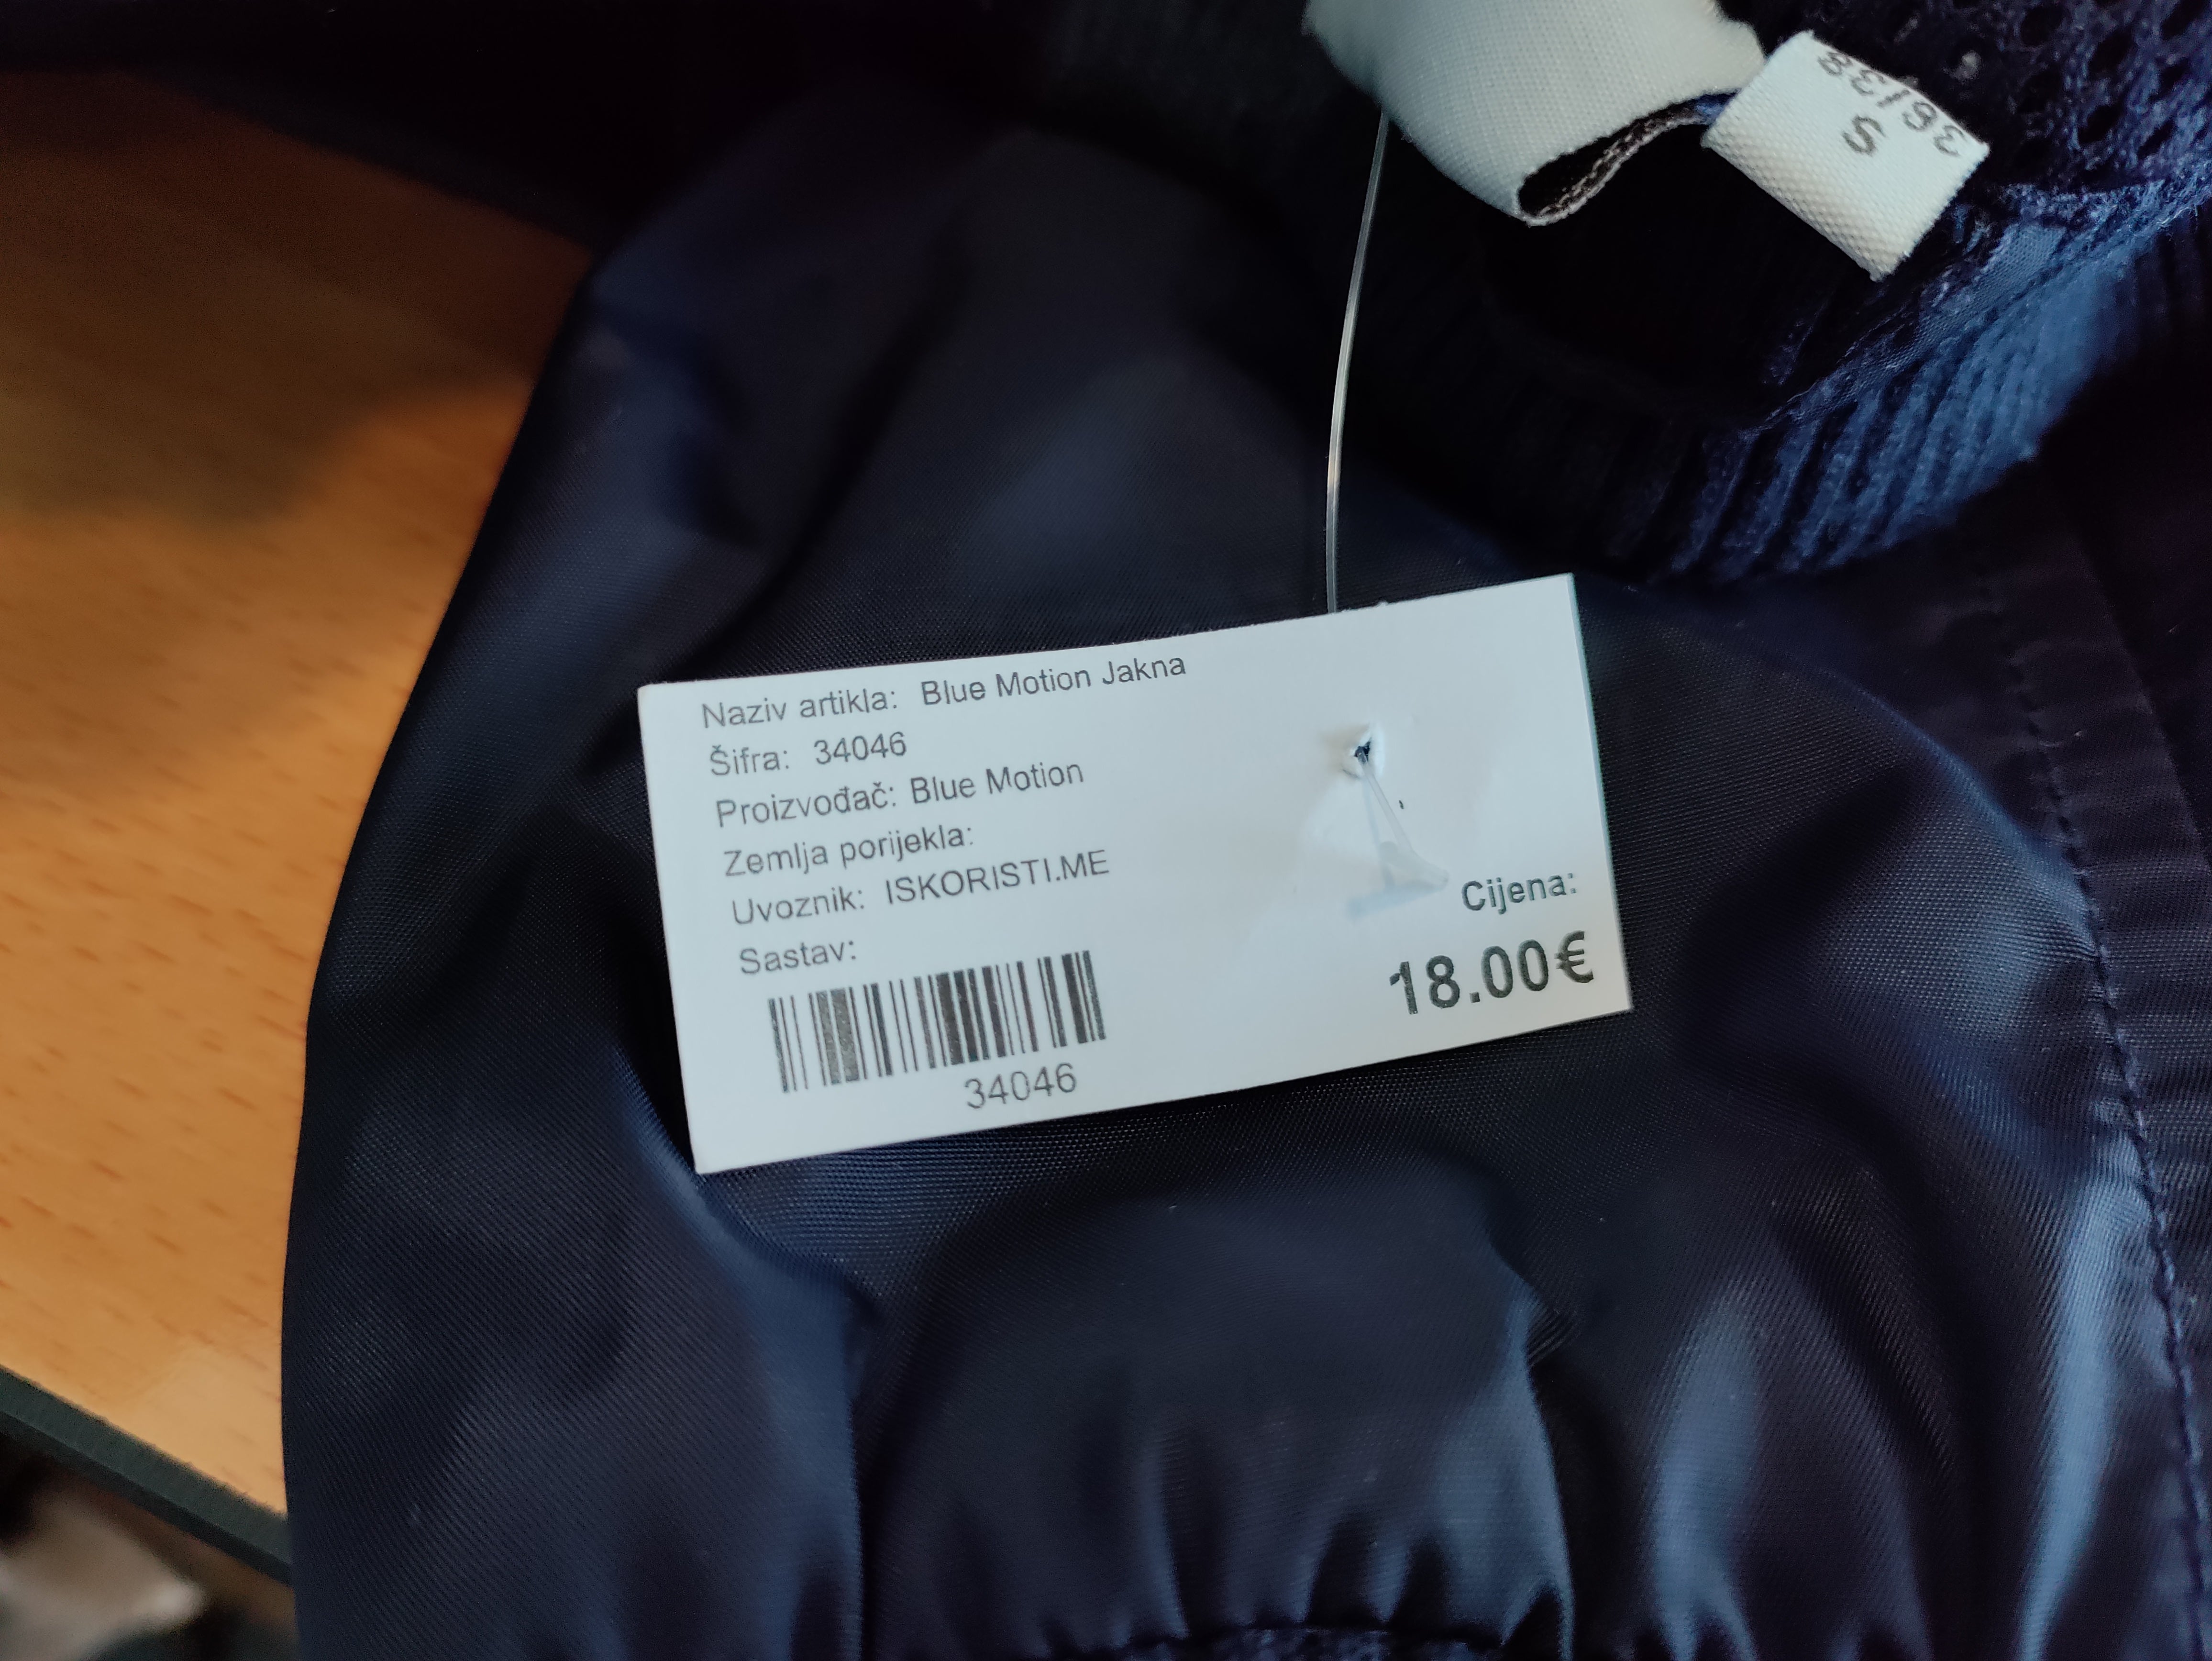 36/38
S
Naziv artikla: Blue Motion Jakna
Šifra: 34046
Proizvođač: Blue Motion
Zemlja porijekla:
Uvoznik: ISKORISTI.ME
Sastav:
34046
Cijena:
18.00€